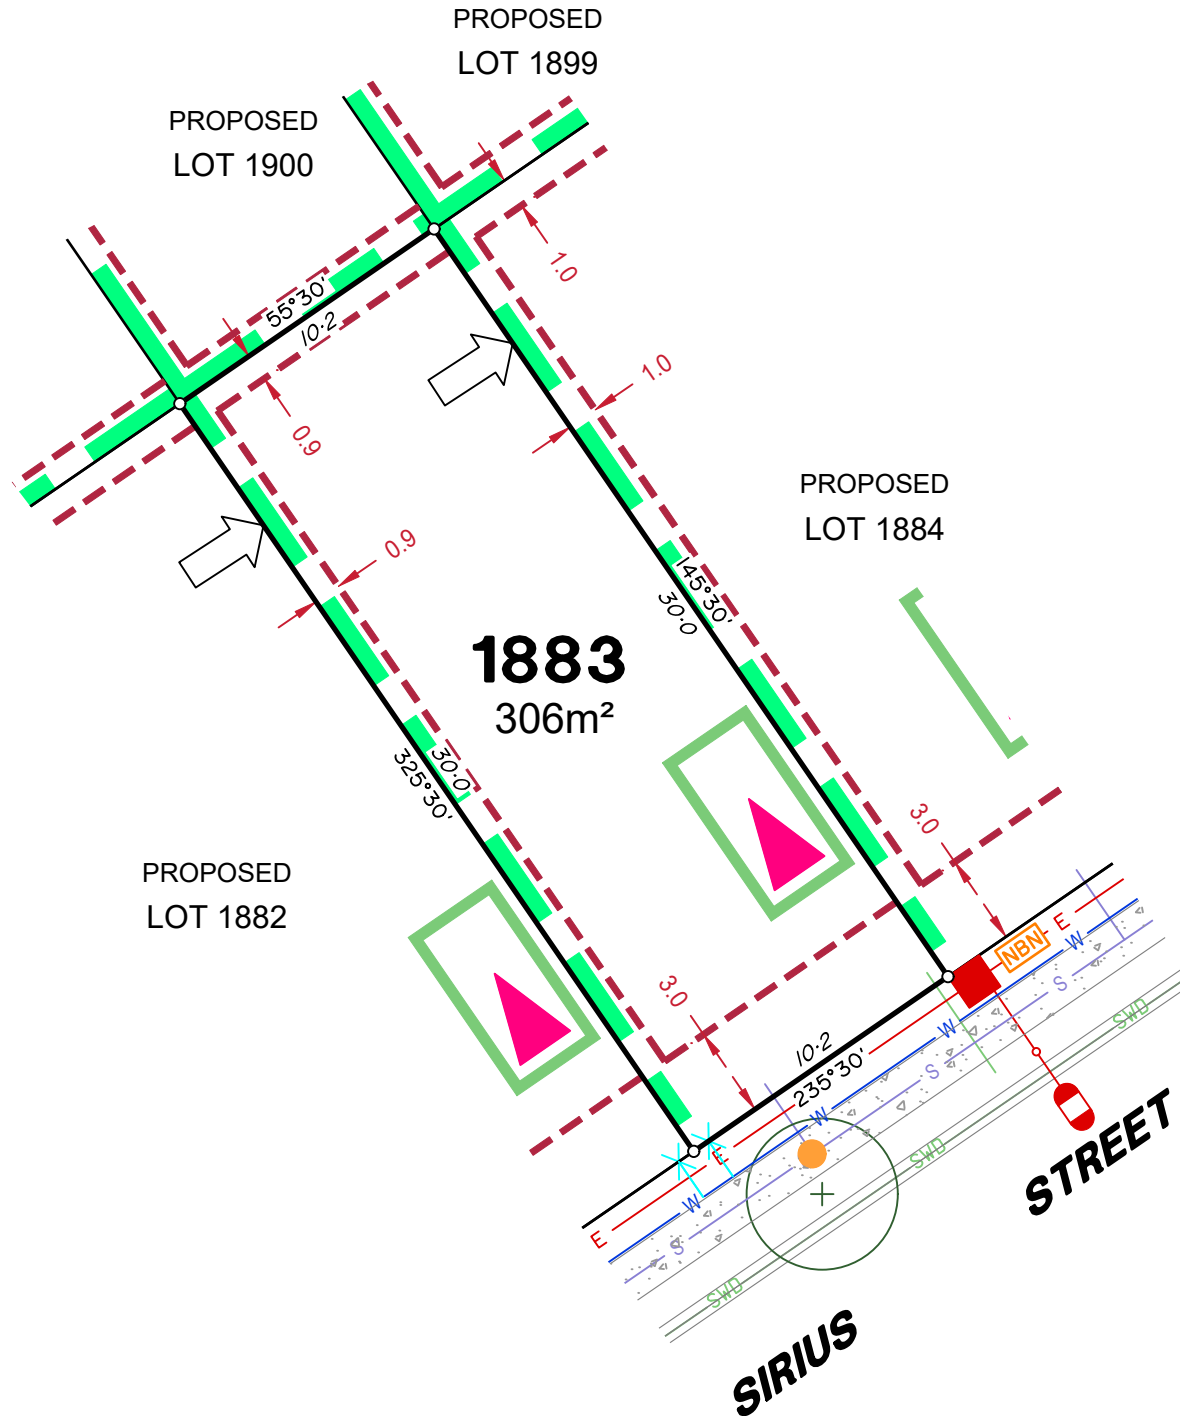 PROPOSED
LOT 1899
PROPOSED
LOT 1900
55°30'
10·2
1.0
0.9
1.0
0.9
PROPOSED
LOT 1884
145°30'
30·0
1883
306m²
30·0
325°30'
3.0
PROPOSED
LOT 1882
3.0
10·2
235°30'
NBN
E
W
S
SWD
W
S
W
SWD
E
W
E
S
SWD
SIRIUS
STREET